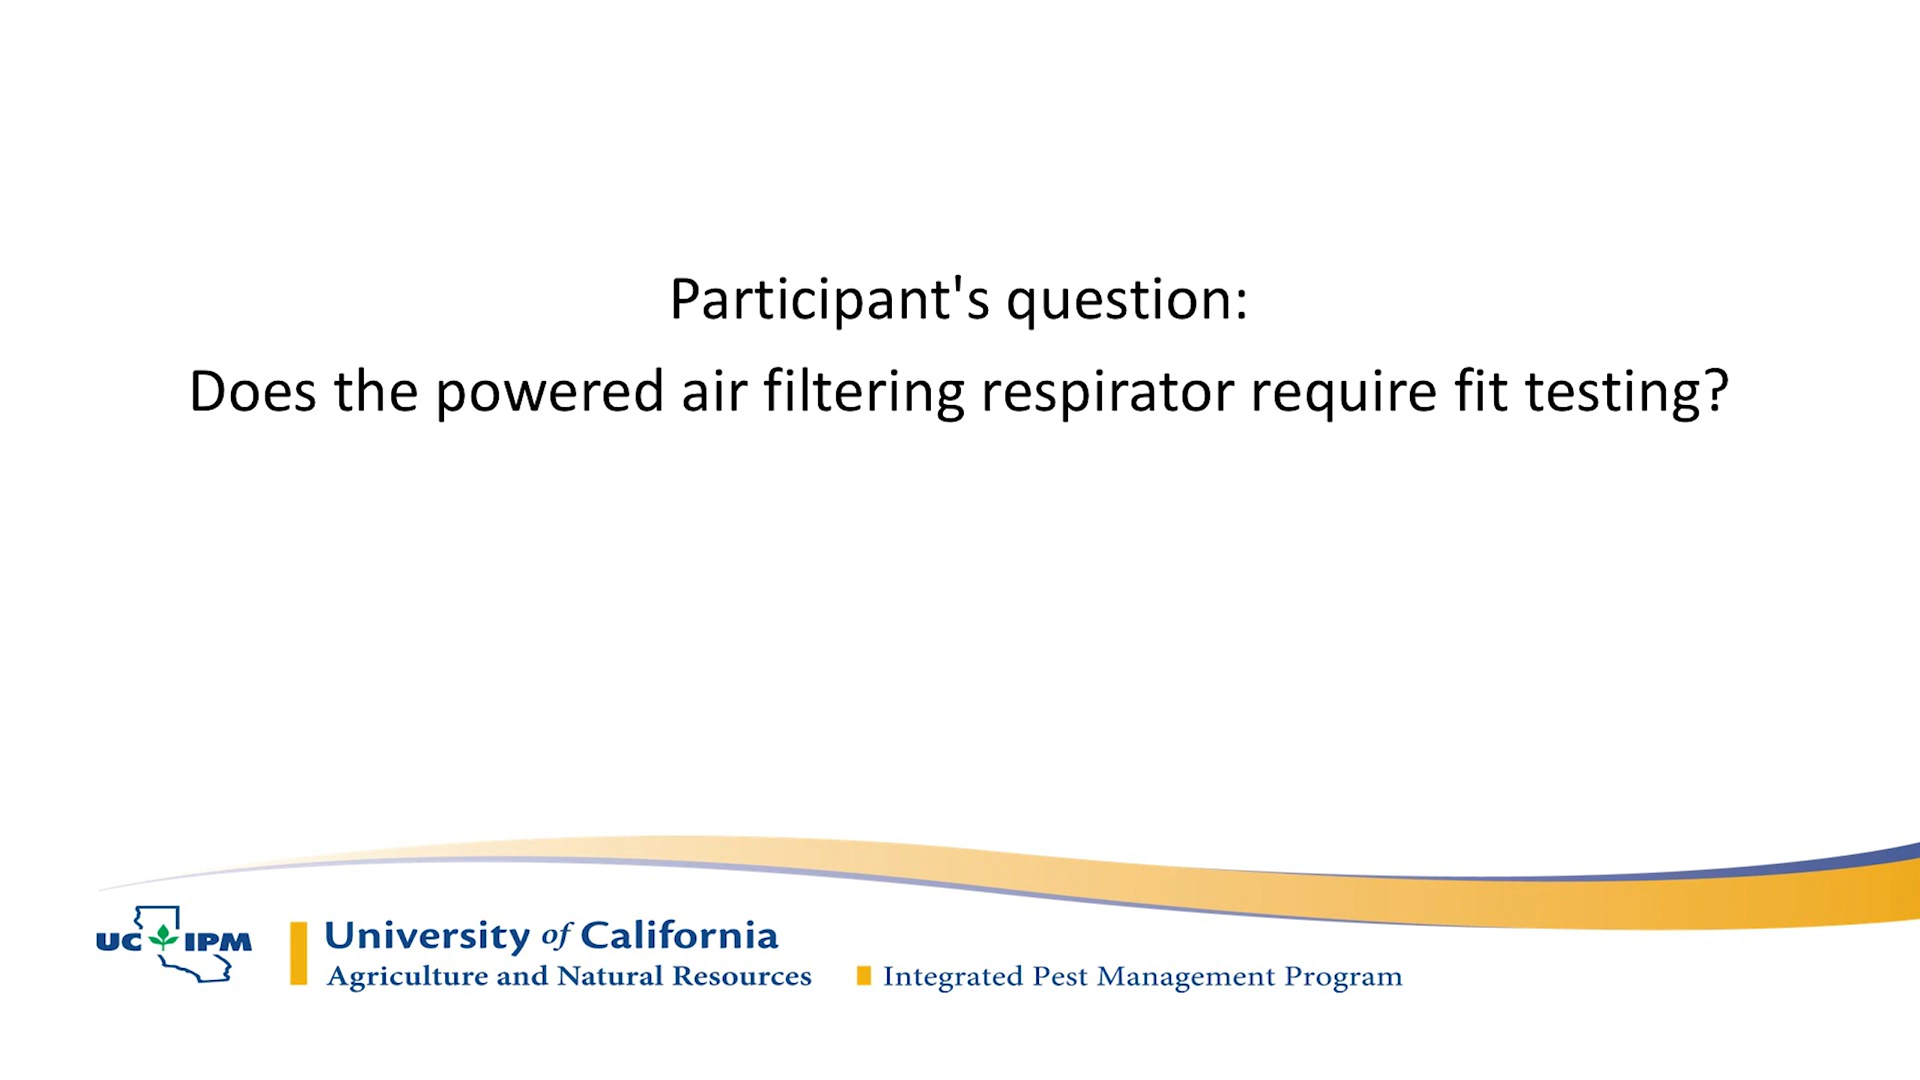 Participant's question:
Does the powered air filtering respirator require fit testing?
UC IPM
University of California
Agriculture and Natural Resources
Integrated Pest Management Program